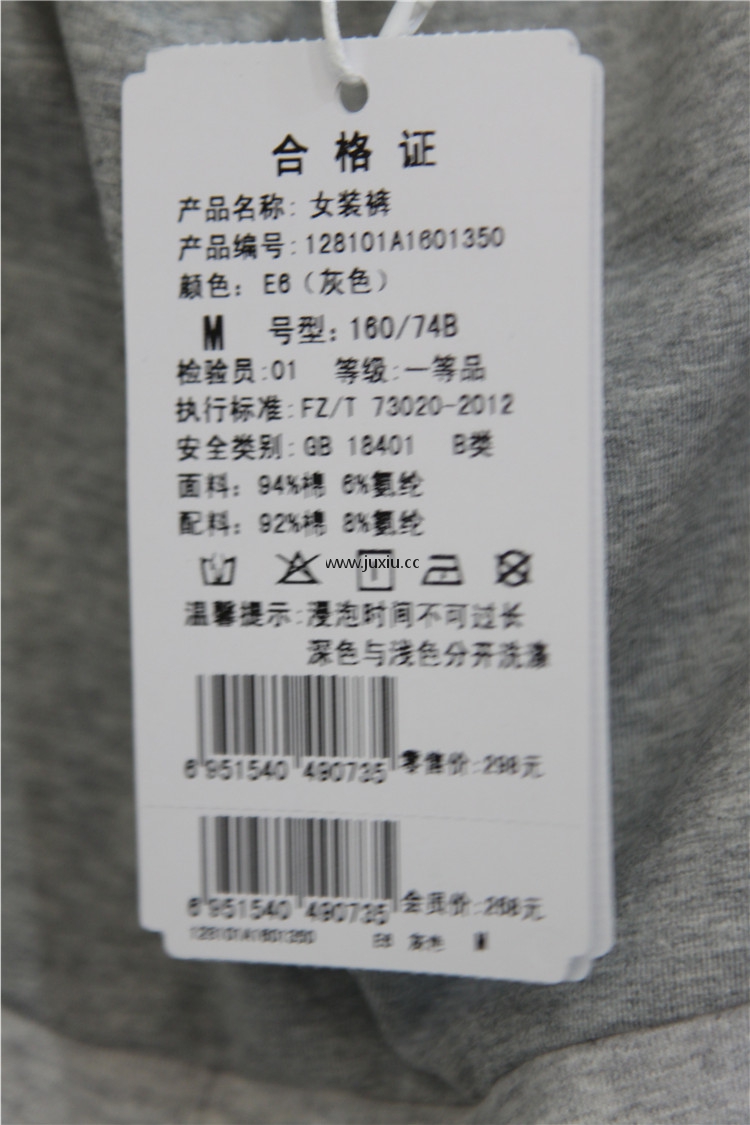 合格证
产品名称: 女装裤
产品编号: 128101A1601350
颜色: E6（灰色）
M 号型: 160/74B
检验员:01 等级:一等品
执行标准:FZ/T 73020-2012
安全类别:GB 18401 B类
面料: 94%棉 6%氨纶
配料: 92%棉 8%氨纶
www.juxiu.cc
温馨提示:浸泡时间不可过长
深色与浅色分开洗涤
6 951540 490735 零售价:298元
6 951540 490735 会员价:268元
128101A1601350 E6 灰色 M